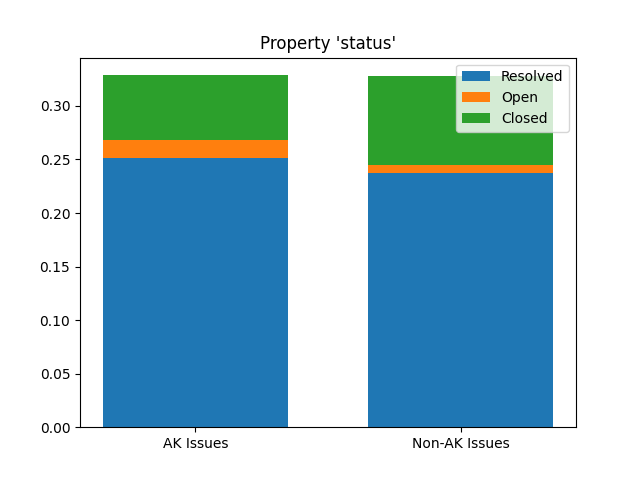 Property 'status'
Resolved
Open
Closed
0.30
0.25
0.20
0.15
0.10
0.05
0.00
AK Issues
Non-AK Issues